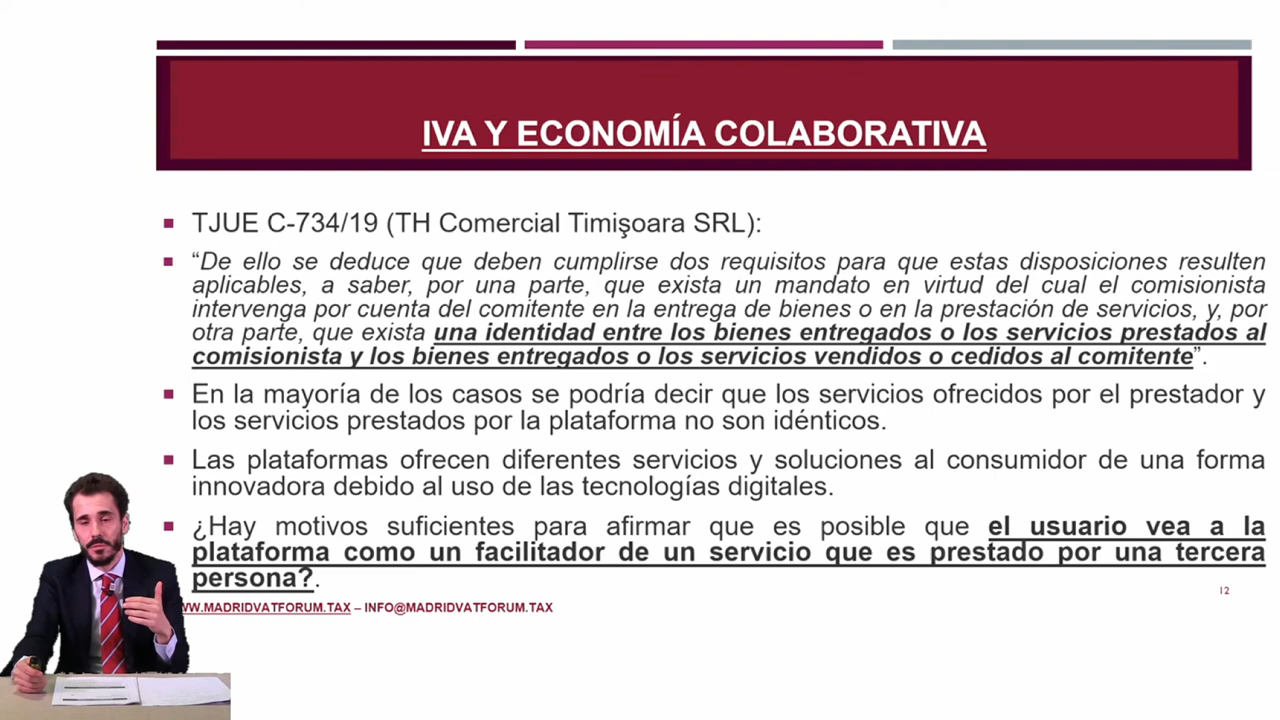 IVA Y ECONOMÍA COLABORATIVA
TJUE C-734/19 (TH Comercial Timişoara SRL):
“De ello se deduce que deben cumplirse dos requisitos para que estas disposiciones resulten
aplicables, a saber, por una parte, que exista un mandato en virtud del cual el comisionista
intervenga por cuenta del comitente en la entrega de bienes o en la prestación de servicios, y, por
otra parte, que exista una identidad entre los bienes entregados o los servicios prestados al
comisionista y los bienes entregados o los servicios vendidos o cedidos al comitente”.
En la mayoría de los casos se podría decir que los servicios ofrecidos por el prestador y
los servicios prestados por la plataforma no son idénticos.
Las plataformas ofrecen diferentes servicios y soluciones al consumidor de una forma
innovadora debido al uso de las tecnologías digitales.
¿Hay motivos suficientes para afirmar que es posible que el usuario vea a la
plataforma como un facilitador de un servicio que es prestado por una tercera
persona?.
12
WW.MADRIDVATFORUM.TAX – INFO@MADRIDVATFORUM.TAX